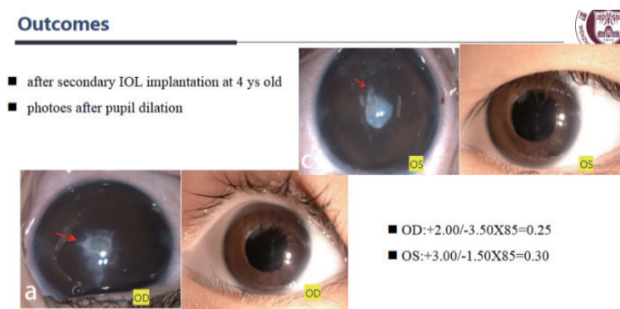 Outcomes
■ after secondary IOL implantation at 4 ys old
■ photoes after pupil dilation
c
OS
OS
a
OD
OD
■ OD:+2.00/-3.50X85=0.25
■ OS:+3.00/-1.50X85=0.30